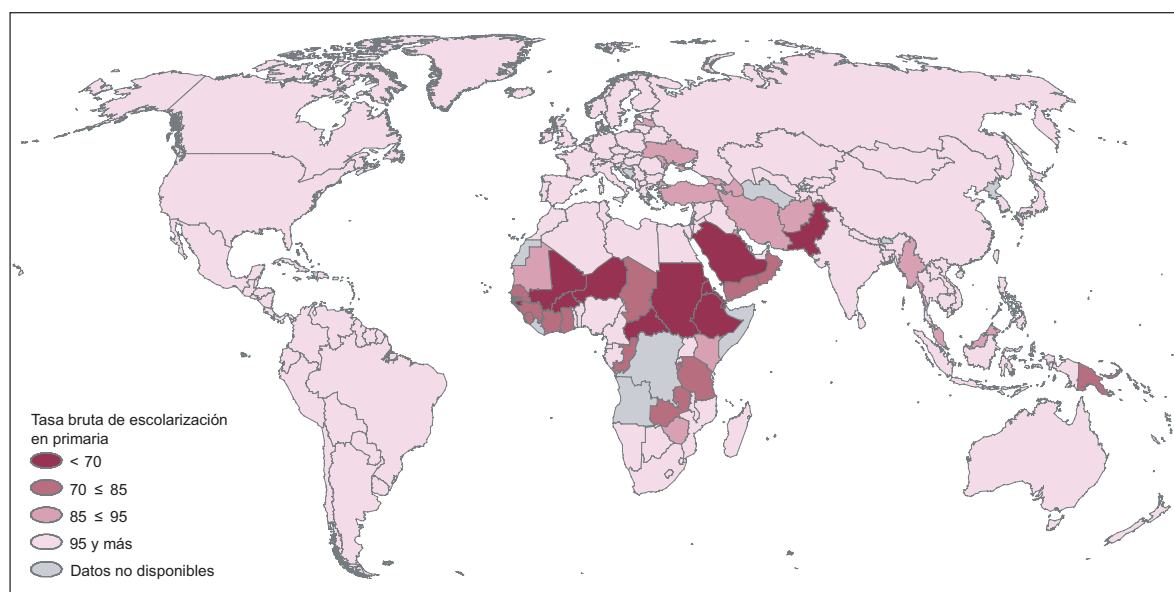 Tasa bruta de escolarización
en primaria
< 70
70 ≤ 85
85 ≤ 95
95 y más
Datos no disponibles